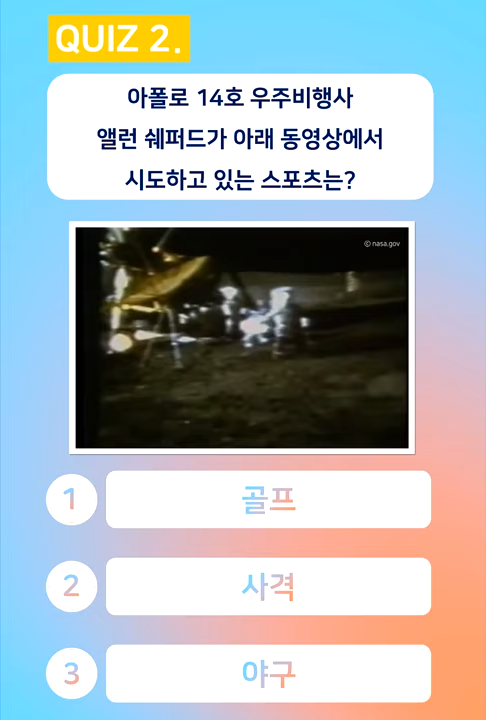 QUIZ 2.
아폴로 14호 우주비행사
앨런 쉐퍼드가 아래 동영상에서
시도하고 있는 스포츠는?
© nasa.gov
1 골프
2 사격
3 야구